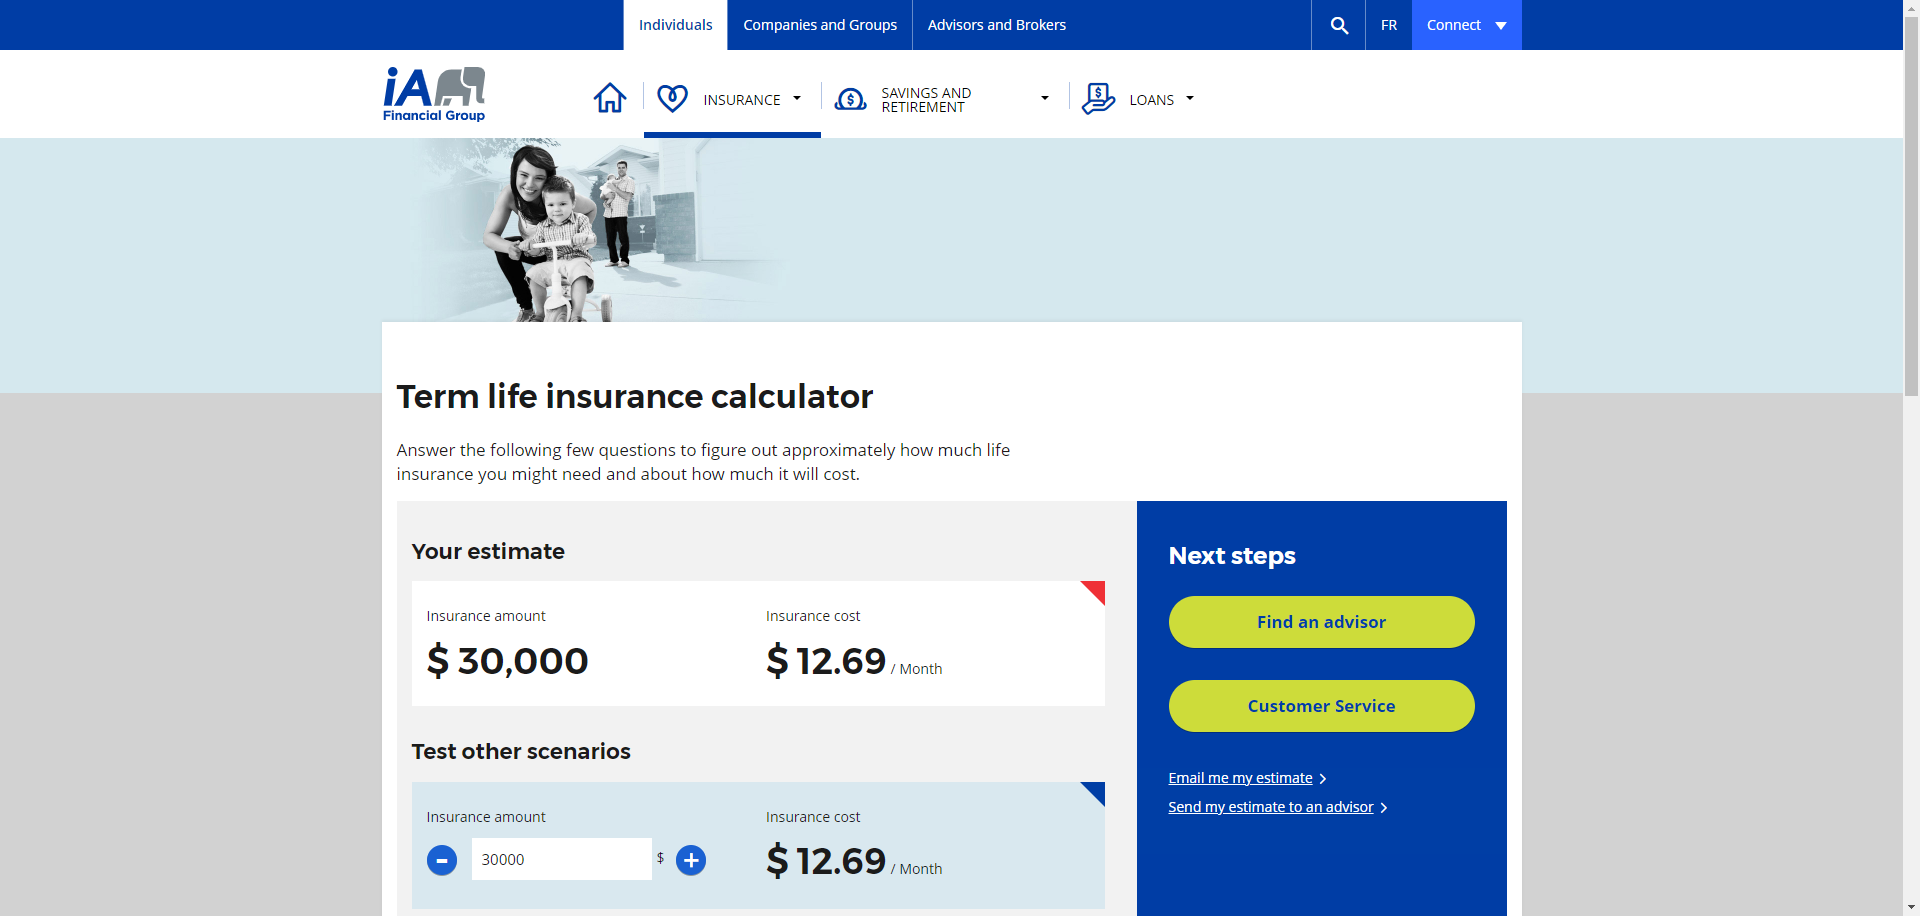 Individuals
Companies and Groups
Advisors and Brokers
FR
Connect
iA
Financial Group
INSURANCE
SAVINGS AND
RETIREMENT
LOANS
Term life insurance calculator
Answer the following few questions to figure out approximately how much life
insurance you might need and about how much it will cost.
Your estimate
Insurance amount
$ 30,000
Insurance cost
$ 12.69 / Month
Test other scenarios
Insurance amount
- 30000 $ +
Insurance cost
$ 12.69 / Month
Next steps
Find an advisor
Customer Service
Email me my estimate
Send my estimate to an advisor